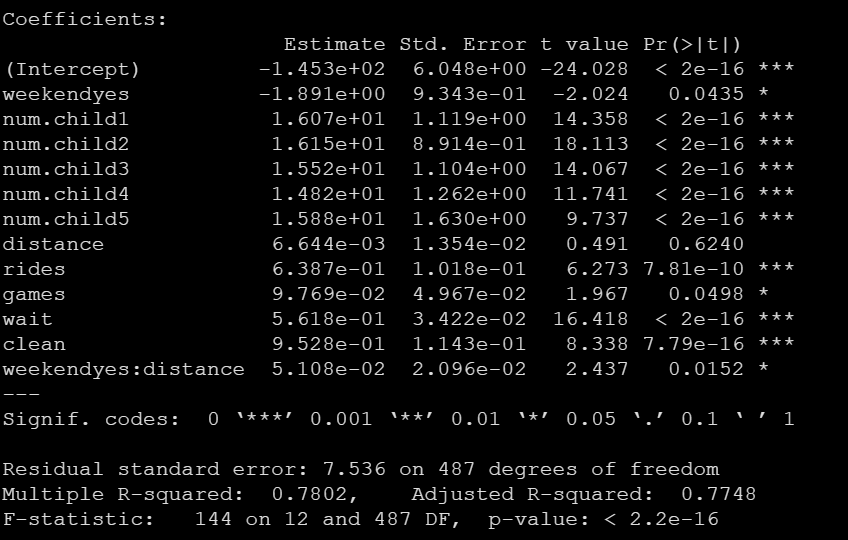 Coefficients:
                     Estimate Std. Error t value Pr(>|t|)
(Intercept)        -1.453e+02  6.048e+00 -24.028  < 2e-16 ***
weekendyes         -1.891e+00  9.343e-01  -2.024   0.0435 *
num.child1          1.607e+01  1.119e+00  14.358  < 2e-16 ***
num.child2          1.615e+01  8.914e-01  18.113  < 2e-16 ***
num.child3          1.552e+01  1.104e+00  14.067  < 2e-16 ***
num.child4          1.482e+01  1.262e+00  11.741  < 2e-16 ***
num.child5          1.588e+01  1.630e+00   9.737  < 2e-16 ***
distance            6.644e-03  1.354e-02   0.491   0.6240
rides               6.387e-01  1.018e-01   6.273 7.81e-10 ***
games               9.769e-02  4.967e-02   1.967   0.0498 *
wait                5.618e-01  3.422e-02  16.418  < 2e-16 ***
clean               9.528e-01  1.143e-01   8.338 7.79e-16 ***
weekendyes:distance  5.108e-02  2.096e-02   2.437   0.0152 *
---
Signif. codes:  0 ‘***’ 0.001 ‘**’ 0.01 ‘*’ 0.05 ‘.’ 0.1 ‘ ’ 1
Residual standard error: 7.536 on 487 degrees of freedom
Multiple R-squared:  0.7802,    Adjusted R-squared:  0.7748
F-statistic:   144 on 12 and 487 DF,  p-value: < 2.2e-16